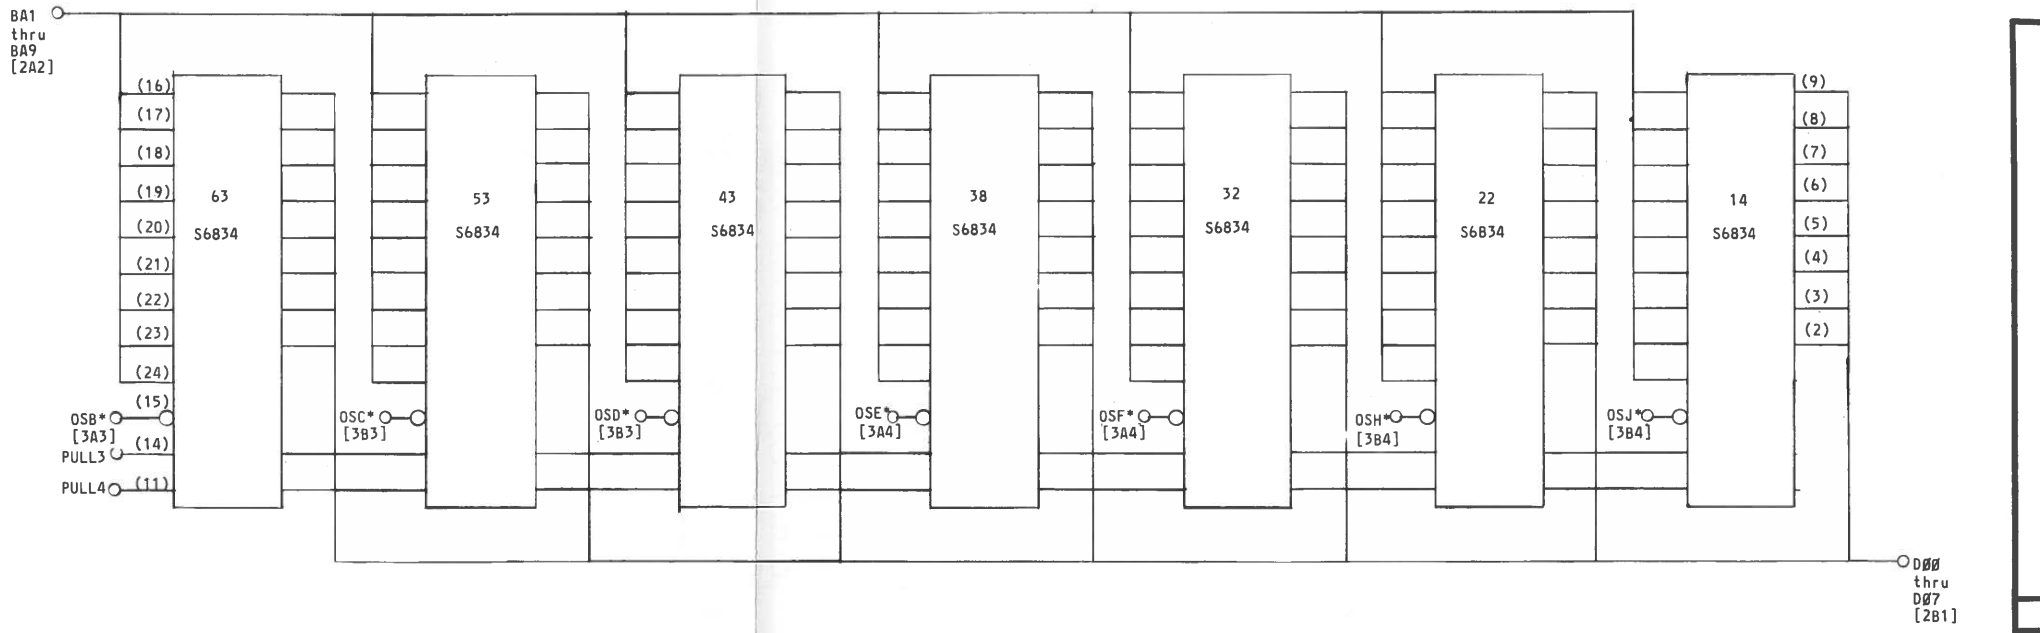 BA1
thru
BA9
[2A2]
(16)
(17)
(18)
(19)
(20)
(21)
(22)
(23)
(24)
(15)
(14)
(11)
OSB*
[3A3]
PULL3
PULL4
63
S6834
OSC*
[3B3]
53
S6834
OSD*
[3B3]
43
S6834
OSE*
[3A4]
38
S6834
OSF*
[3A4]
32
S6834
OSH*
[3B4]
22
S6B34
OSJ*
[3B4]
14
S6834
(9)
(8)
(7)
(6)
(5)
(4)
(3)
(2)
DØØ
thru
DØ7
[2B1]